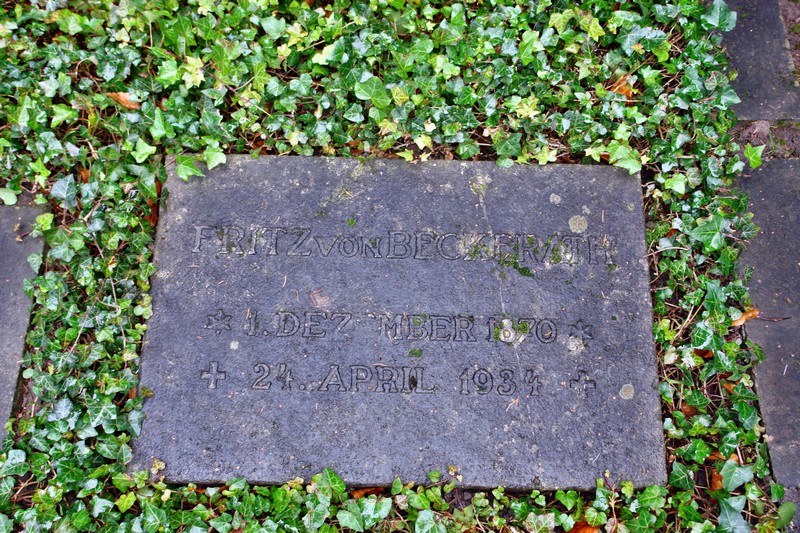 FRITZ VON BECKERATH
* 1. DEZEMBER 1870 *
+ 24. APRIL 1934 +